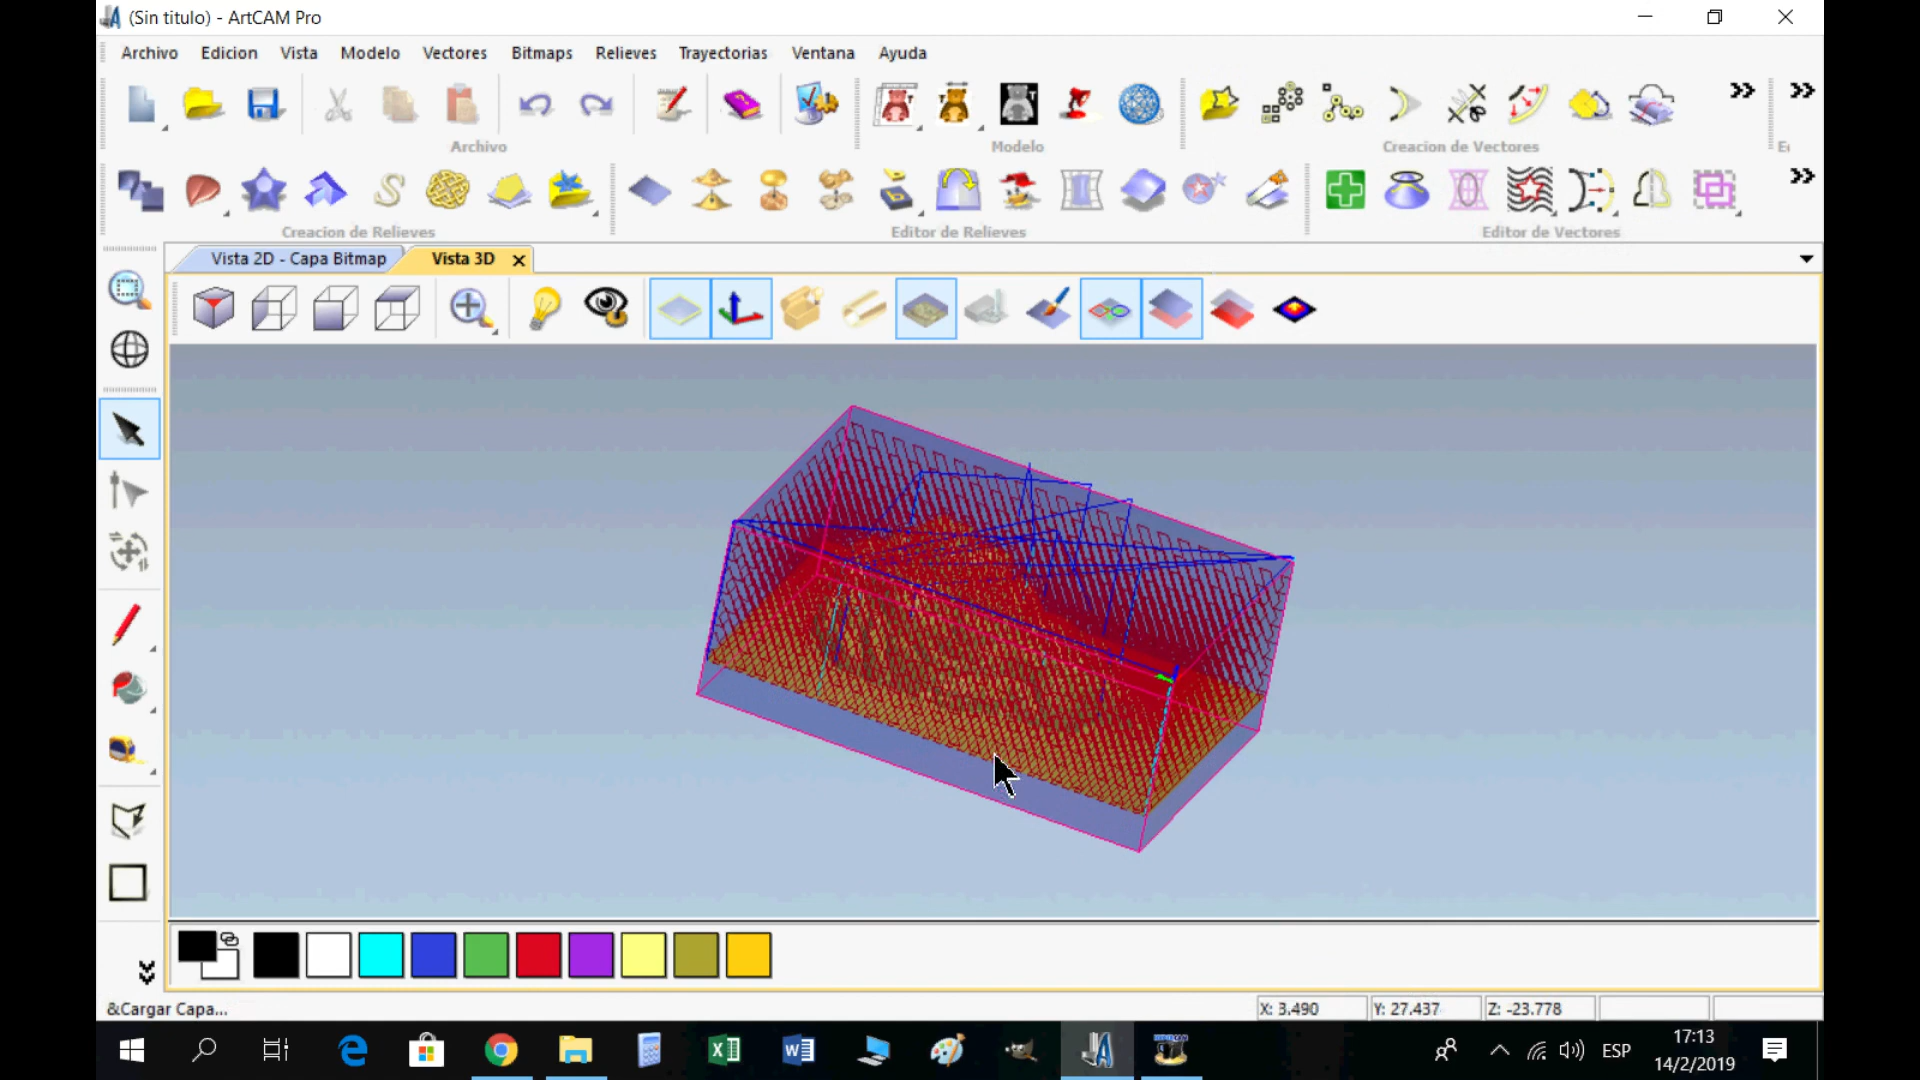 (Sin titulo) - ArtCAM Pro
Archivo Edicion Vista Modelo Vectores Bitmaps Relieves Trayectorias Ventana Ayuda
Archivo Modelo Creacion de Vectores
Creacion de Relieves Editor de Relieves Editor de Vectores
Vista 2D - Capa Bitmap Vista 3D
&Cargar Capa... X: 3.490 Y: 27.437 Z: -23.778
ESP
17:13
14/2/2019